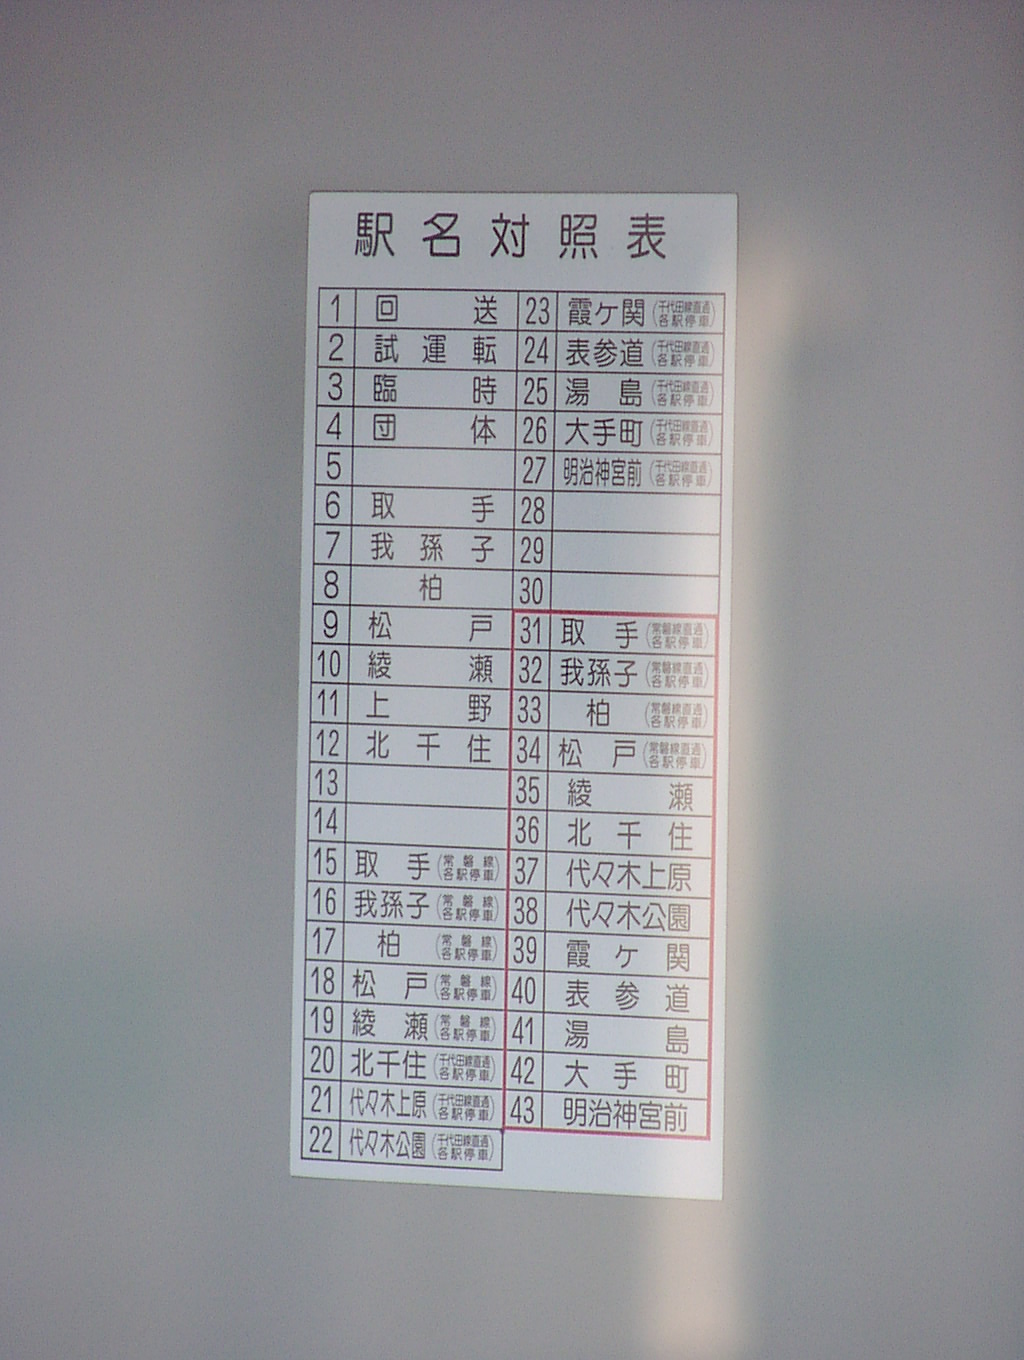 駅名対照表
1 回送
2 試運転
3 臨時
4 団体
5
6 取手
7 我孫子
8 柏
9 松戸
10 綾瀬
11 上野
12 北千住
13
14
15 取手(常磐線各駅停車)
16 我孫子(常磐線各駅停車)
17 柏(常磐線各駅停車)
18 松戸(常磐線各駅停車)
19 綾瀬(常磐線各駅停車)
20 北千住(千代田線直通各駅停車)
21 代々木上原(千代田線直通各駅停車)
22 代々木公園(千代田線直通各駅停車)
23 霞ケ関(千代田線直通各駅停車)
24 表参道(千代田線直通各駅停車)
25 湯島(千代田線直通各駅停車)
26 大手町(千代田線直通各駅停車)
27 明治神宮前(千代田線直通各駅停車)
28
29
30
31 取手(常磐線直通各駅停車)
32 我孫子(常磐線直通各駅停車)
33 柏(常磐線直通各駅停車)
34 松戸(常磐線直通各駅停車)
35 綾瀬
36 北千住
37 代々木上原
38 代々木公園
39 霞ケ関
40 表参道
41 湯島
42 大手町
43 明治神宮前